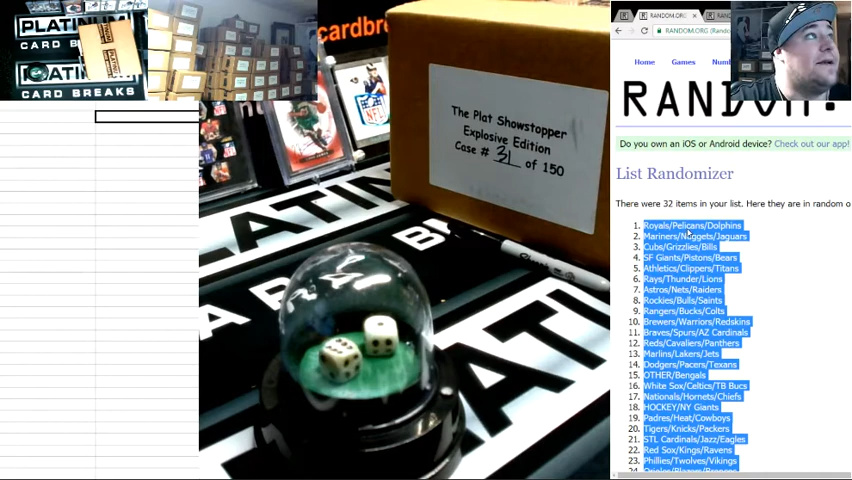 PLATINUM
CARD BREAKS
CARD BREAKS
cardbre
The Plat Showstopper
Explosive Edition
Case # 31 of 150
RANDOM.ORG
Home Games
Do you own an iOS or Android device? Check out our app!
List Randomizer
There were 32 items in your list. Here they are in random o
1. Royals/Pelicans/Dolphins
2. Mariners/Nuggets/Jaguars
3. Cubs/Grizzlies/Bills
4. SF Giants/Pistons/Bears
5. Athletics/Clippers/Titans
6. Rays/Thunder/Lions
7. Astros/Nets/Raiders
8. Rockies/Bulls/Saints
9. Rangers/Bucks/Colts
10. Brewers/Warriors/Redskins
11. Braves/Spurs/AZ Cardinals
12. Reds/Cavaliers/Panthers
13. Marlins/Lakers/Jets
14. Dodgers/Pacers/Texans
15. OTHER/Bengals
16. White Sox/Celtics/TB Bucs
17. Nationals/Hornets/Chiefs
18. HOCKEY/NY Giants
19. Padres/Heat/Cowboys
20. Tigers/Knicks/Packers
21. STL Cardinals/Jazz/Eagles
22. Red Sox/Kings/Ravens
23. Phillies/Twolves/Vikings